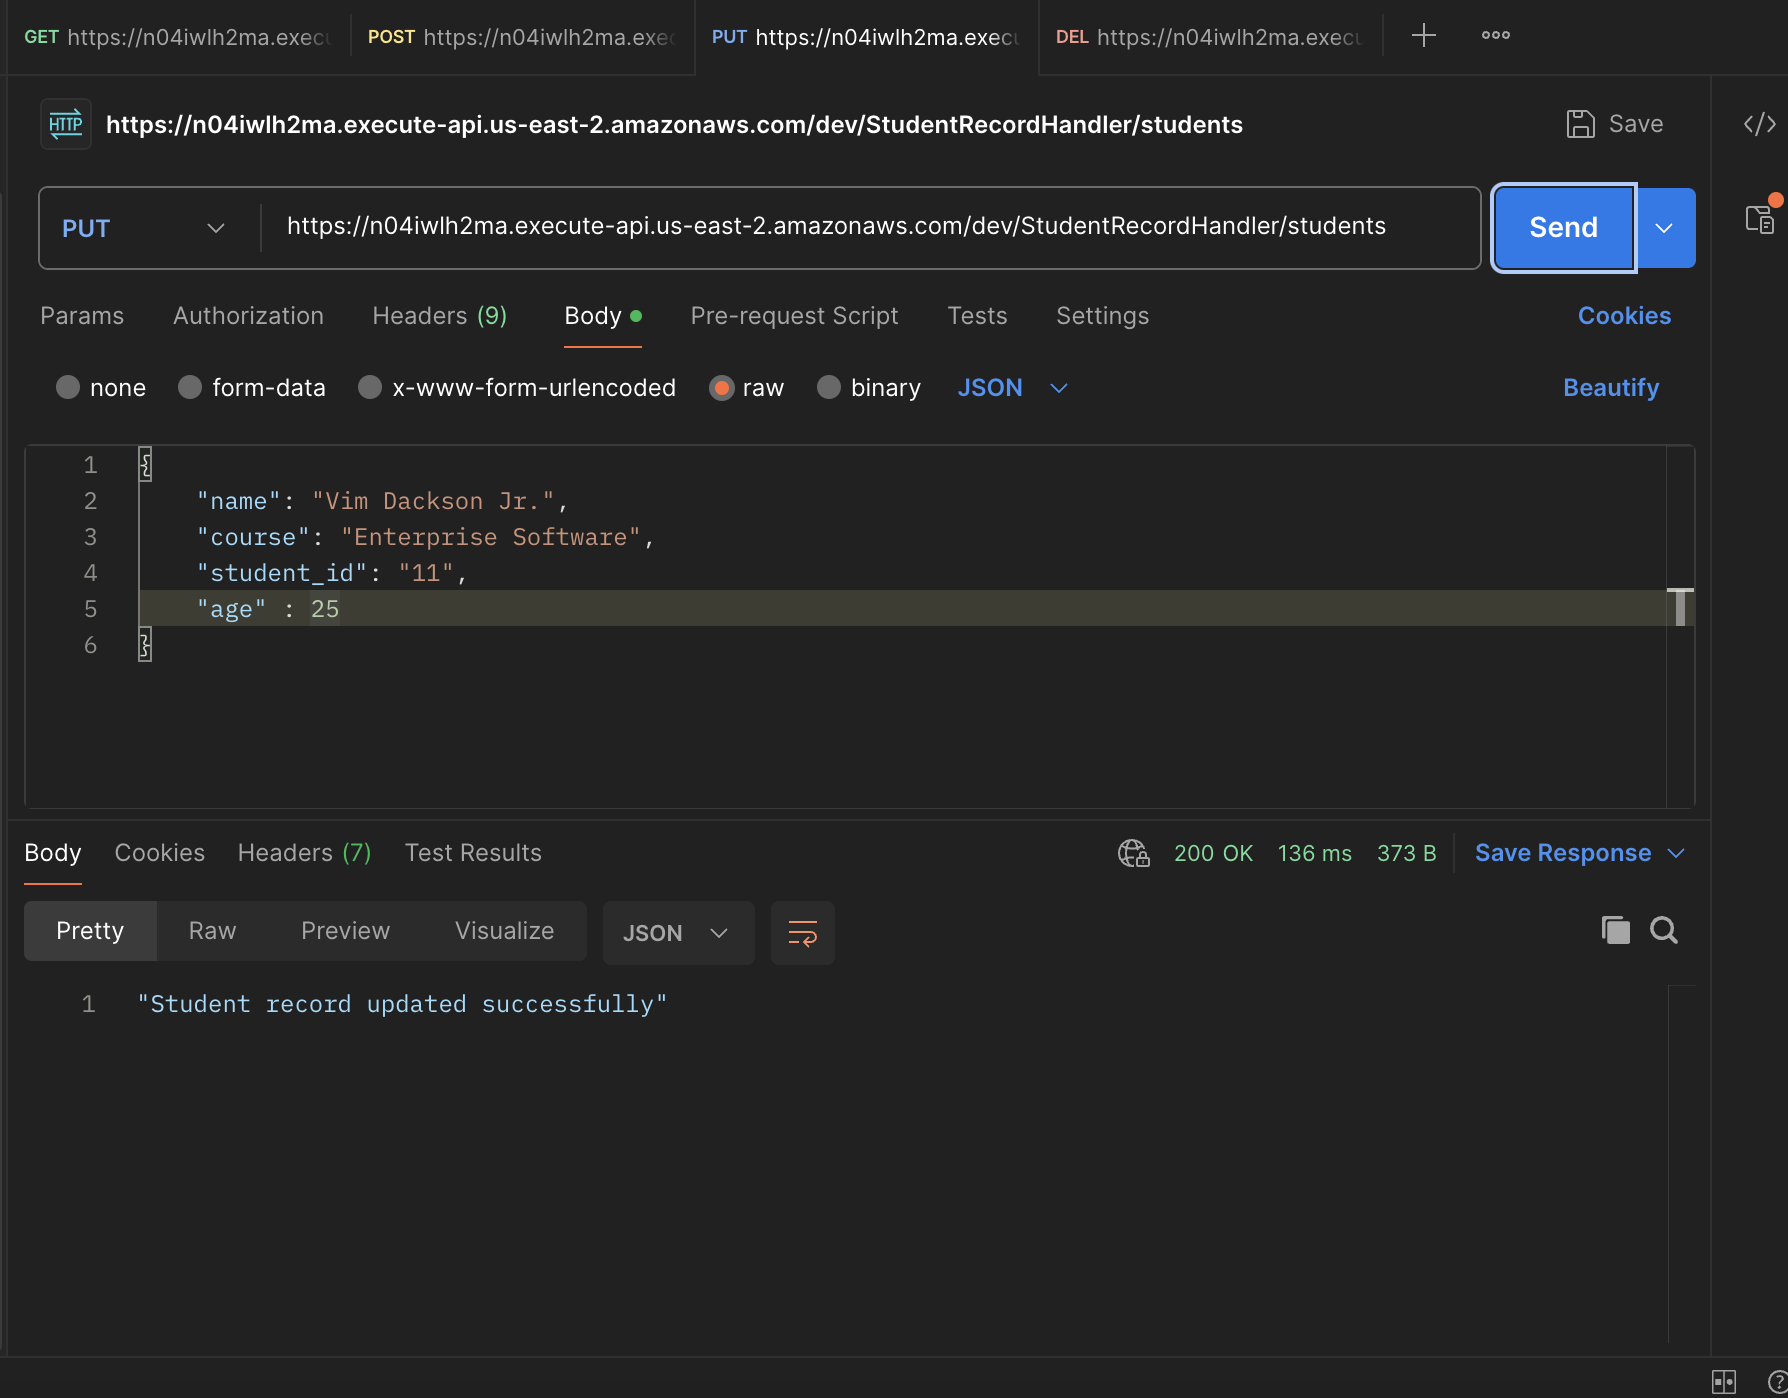 GET https://n04iwlh2ma.execu POST https://n04iwlh2ma.exec PUT https://n04iwlh2ma.execu DEL https://n04iwlh2ma.execu
HTTP https://n04iwlh2ma.execute-api.us-east-2.amazonaws.com/dev/StudentRecordHandler/students Save
PUT https://n04iwlh2ma.execute-api.us-east-2.amazonaws.com/dev/StudentRecordHandler/students Send
Params Authorization Headers (9) Body Pre-request Script Tests Settings Cookies
none form-data x-www-form-urlencoded raw binary JSON Beautify
1 {
2 "name": "Vim Dackson Jr.",
3 "course": "Enterprise Software",
4 "student_id": "11",
5 "age" : 25
6 }
Body Cookies Headers (7) Test Results 200 OK 136 ms 373 B Save Response
Pretty Raw Preview Visualize JSON
1 "Student record updated successfully"